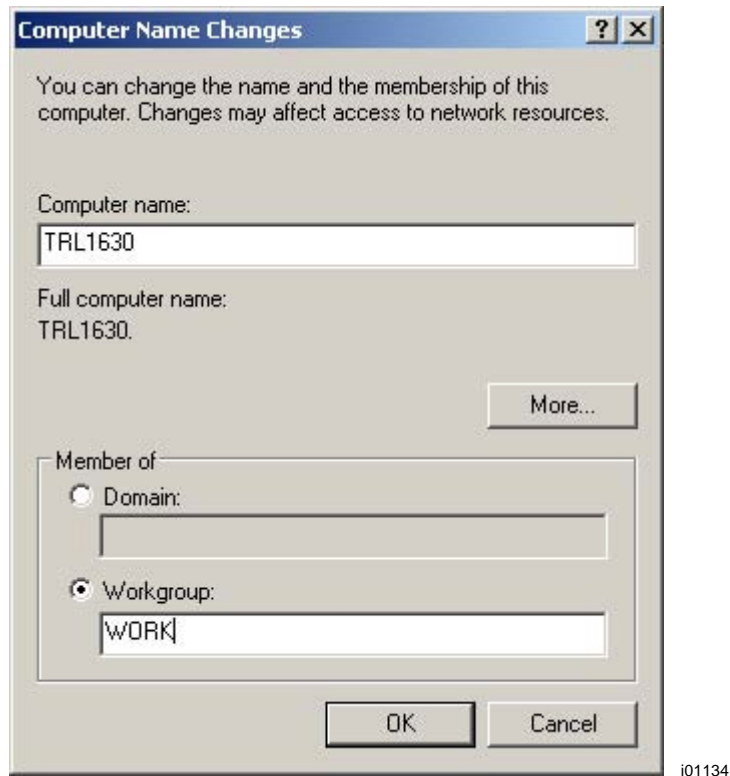 Computer Name Changes
You can change the name and the membership of this
computer. Changes may affect access to network resources.
Computer name:
TRL1630
Full computer name:
TRL1630.
More...
Member of
Domain:
Workgroup:
WORK
OK Cancel
i01134